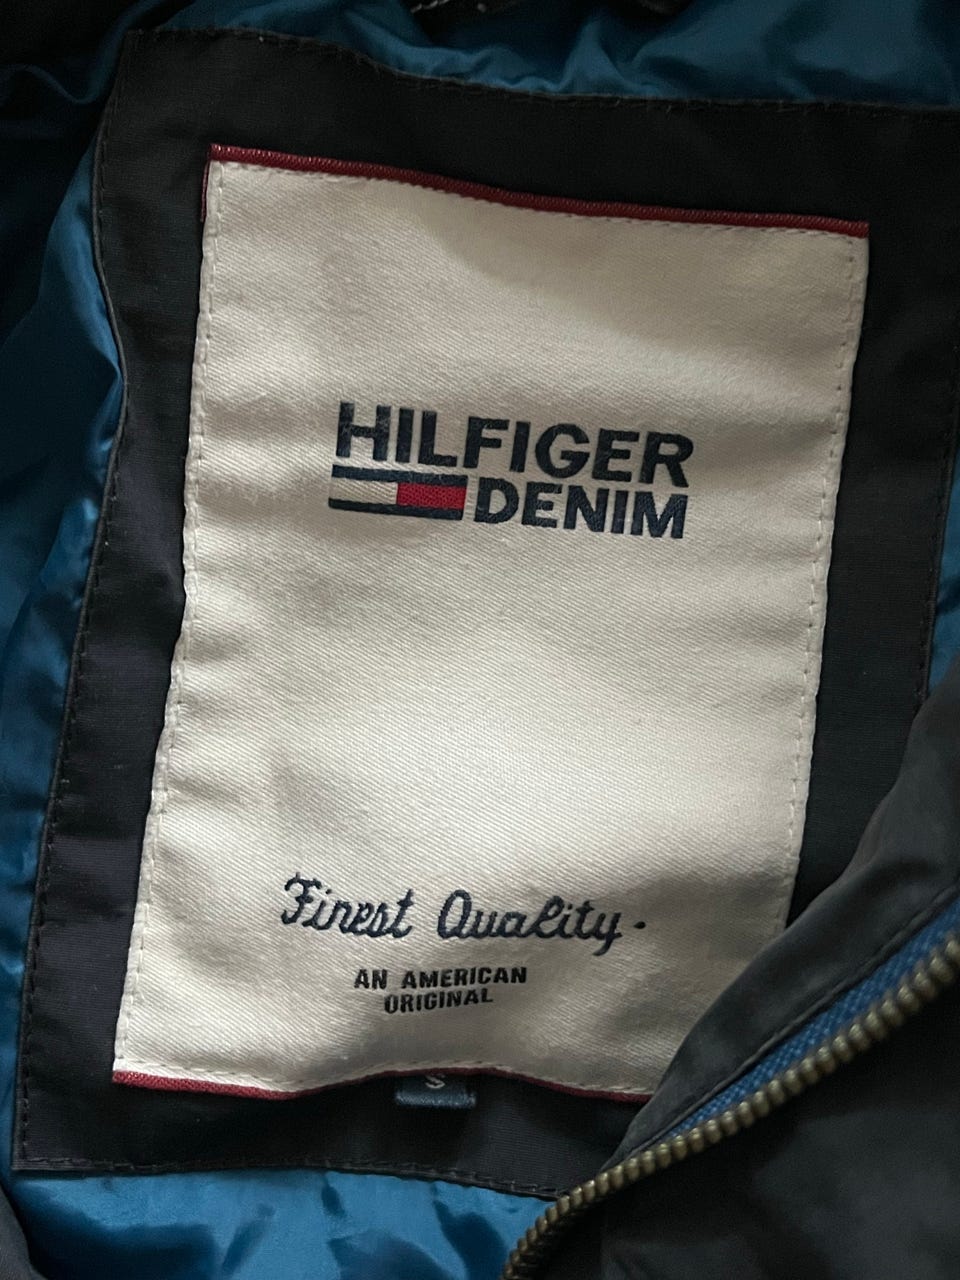 HILFIGER
DENIM
Finest Quality.
AN AMERICAN
ORIGINAL
S